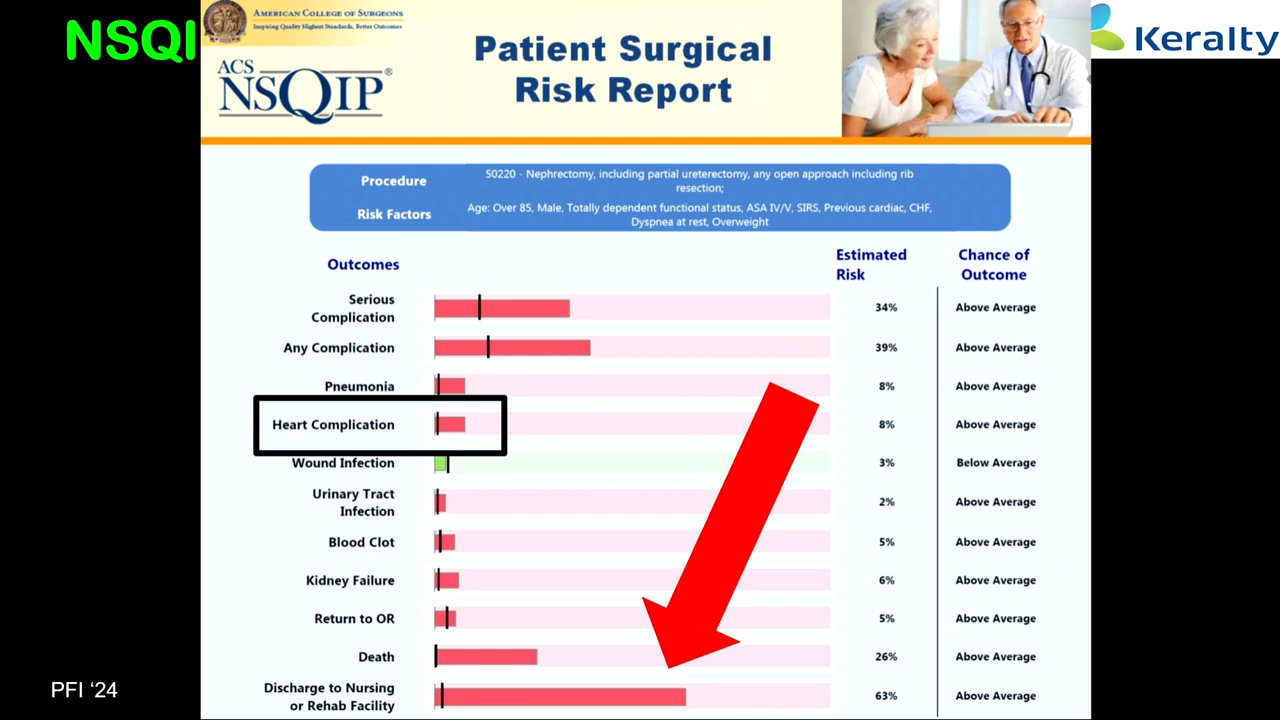 NSQI
AMERICAN COLLEGE OF SURGEONS
Inspiring Quality: Highest Standards, Better Outcomes
ACS
NSQIP®
Patient Surgical
Risk Report
Keralty
Procedure
50220 - Nephrectomy, including partial ureterectomy, any open approach including rib
resection;
Risk Factors
Age: Over 85, Male, Totally dependent functional status, ASA IV/V, SIRS, Previous cardiac, CHF,
Dyspnea at rest, Overweight
Outcomes
Estimated
Risk
Chance of
Outcome
Serious
Complication
34%
Above Average
Any Complication
39%
Above Average
Pneumonia
8%
Above Average
Heart Complication
8%
Above Average
Wound Infection
3%
Below Average
Urinary Tract
Infection
2%
Above Average
Blood Clot
5%
Above Average
Kidney Failure
6%
Above Average
Return to OR
5%
Above Average
Death
26%
Above Average
Discharge to Nursing
or Rehab Facility
63%
Above Average
PFI ‘24